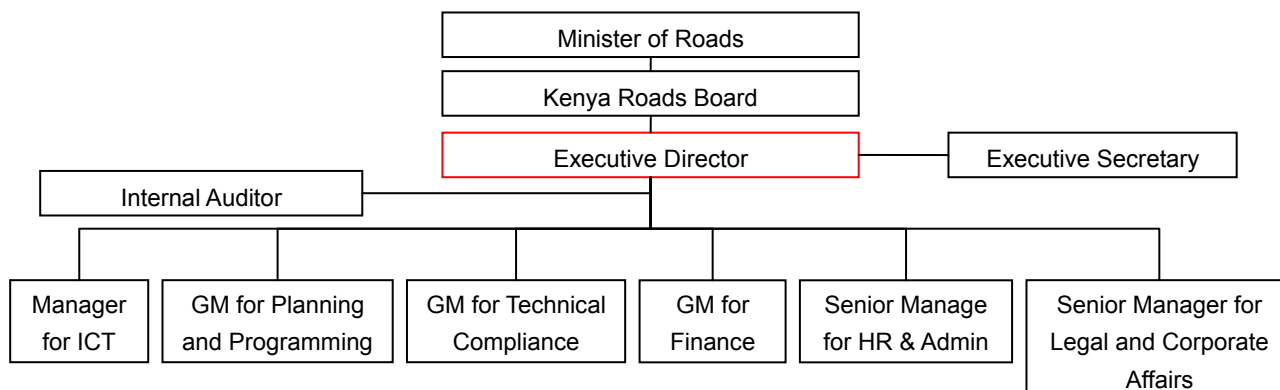 Minister of Roads
Kenya Roads Board
Executive Director
Executive Secretary
Internal Auditor
Manager
for ICT
GM for Planning
and Programming
GM for Technical
Compliance
GM for
Finance
Senior Manage
for HR & Admin
Senior Manager for
Legal and Corporate
Affairs